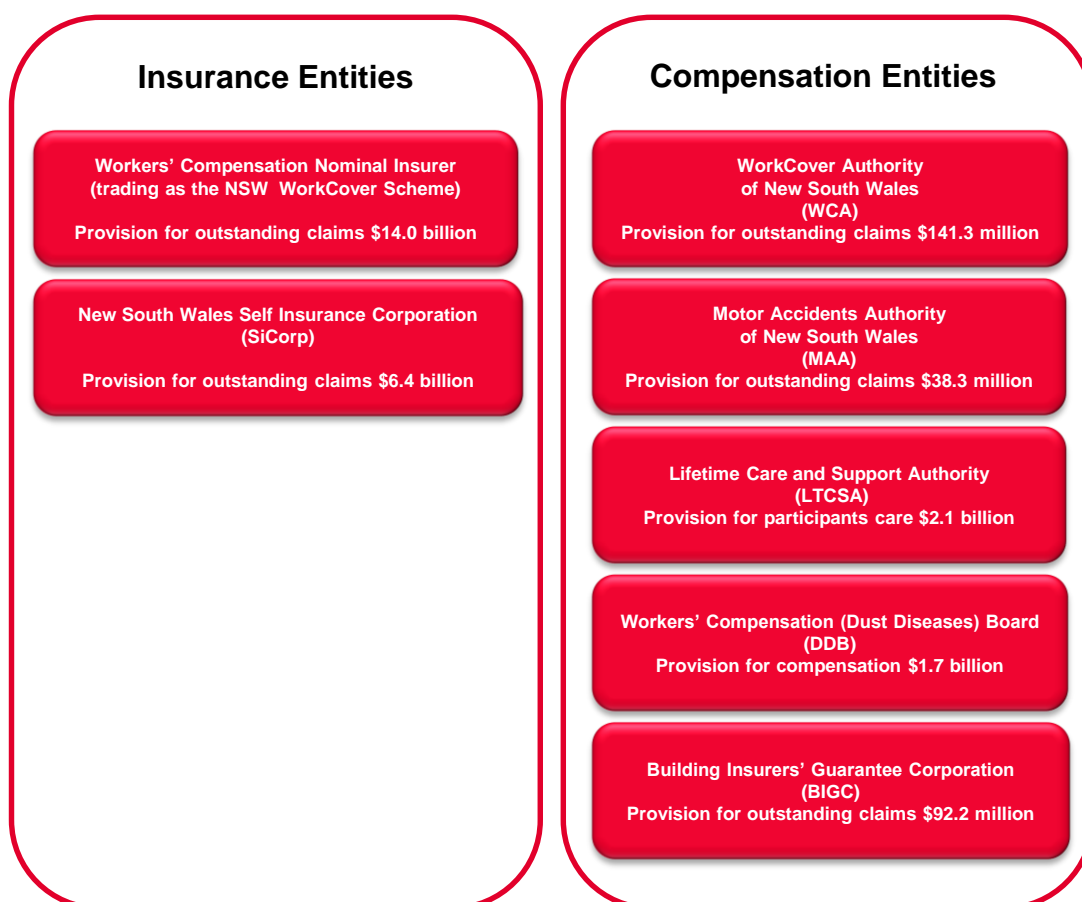 Insurance Entities
Workers’ Compensation Nominal Insurer
(trading as the NSW WorkCover Scheme)
Provision for outstanding claims $14.0 billion
New South Wales Self Insurance Corporation
(SiCorp)
Provision for outstanding claims $6.4 billion
Compensation Entities
WorkCover Authority
of New South Wales
(WCA)
Provision for outstanding claims $141.3 million
Motor Accidents Authority
of New South Wales
(MAA)
Provision for outstanding claims $38.3 million
Lifetime Care and Support Authority
(LTCSA)
Provision for participants care $2.1 billion
Workers’ Compensation (Dust Diseases) Board
(DDB)
Provision for compensation $1.7 billion
Building Insurers’ Guarantee Corporation
(BIGC)
Provision for outstanding claims $92.2 million